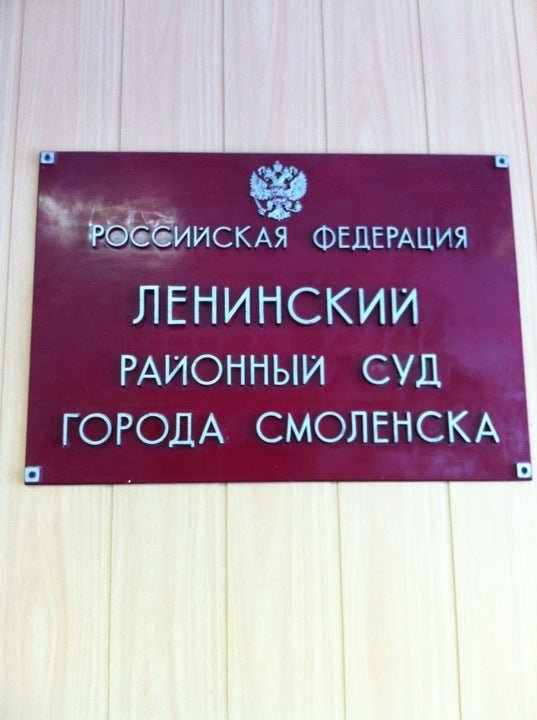 РОССИЙСКАЯ ФЕДЕРАЦИЯ
ЛЕНИНСКИЙ
РАЙОННЫЙ СУД
ГОРОДА СМОЛЕНСКА